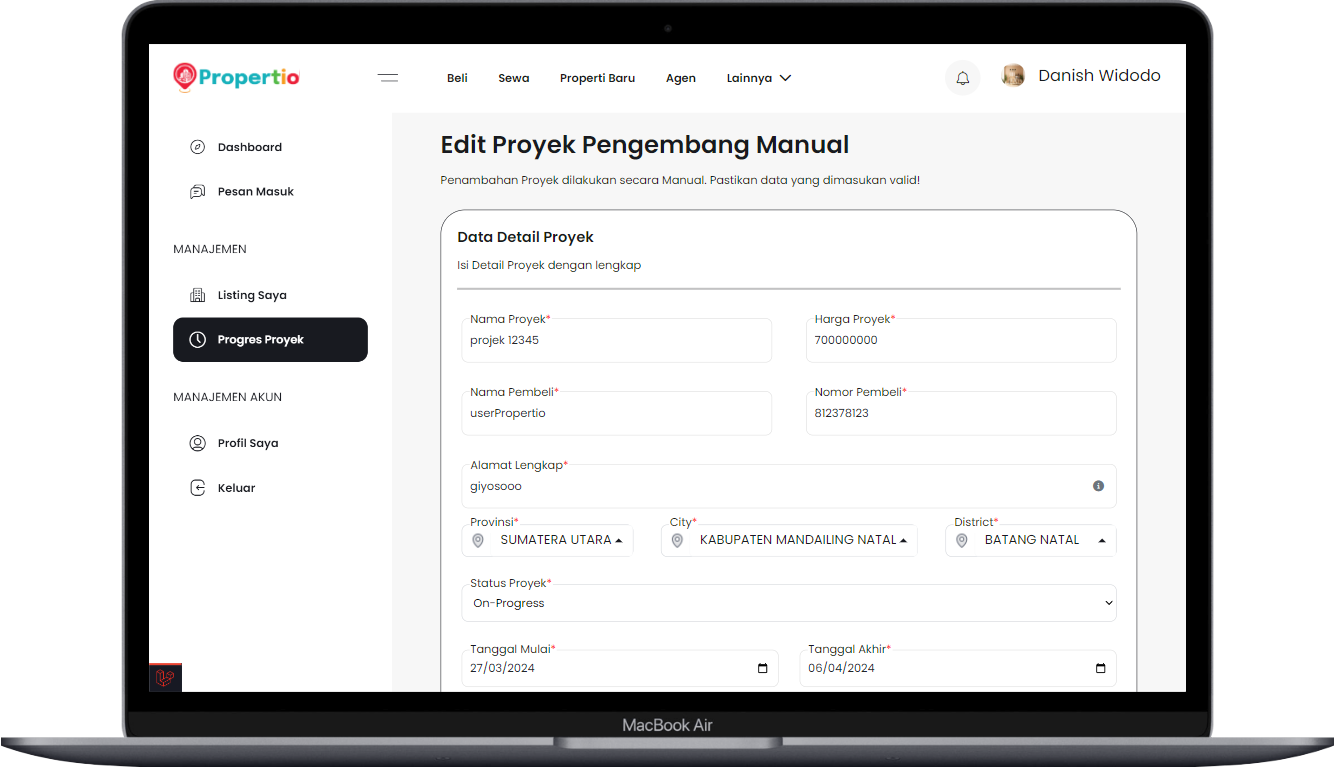 Propertio
Beli Sewa Properti Baru Agen Lainnya
Danish Widodo
Dashboard
Pesan Masuk
MANAJEMEN
Listing Saya
Progres Proyek
MANAJEMEN AKUN
Profil Saya
Keluar
Edit Proyek Pengembang Manual
Penambahan Proyek dilakukan secara Manual. Pastikan data yang dimasukan valid!
Data Detail Proyek
Isi Detail Proyek dengan lengkap
Nama Proyek* Harga Proyek*
projek 12345 700000000
Nama Pembeli* Nomor Pembeli*
userPropertio 812378123
Alamat Lengkap*
giyosooo
Provinsi* City* District*
SUMATERA UTARA KABUPATEN MANDAILING NATAL BATANG NATAL
Status Proyek*
On-Progress
Tanggal Mulai* Tanggal Akhir*
27/03/2024 06/04/2024
MacBook Air